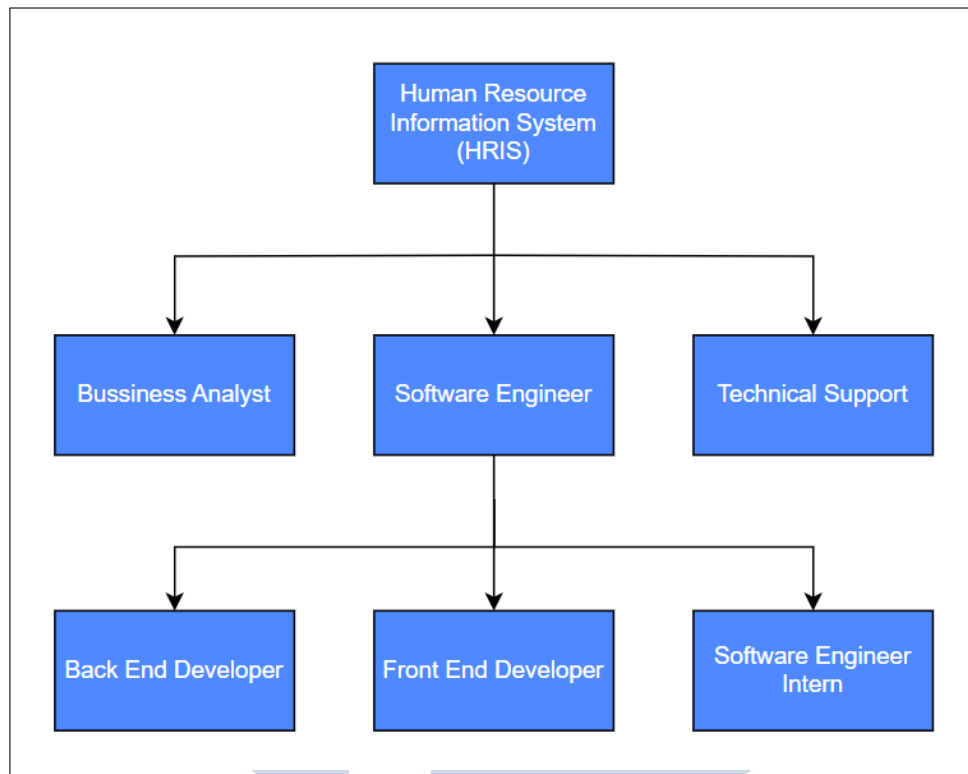 Human Resource
Information System
(HRIS)
Bussiness Analyst
Software Engineer
Technical Support
Back End Developer
Front End Developer
Software Engineer
Intern